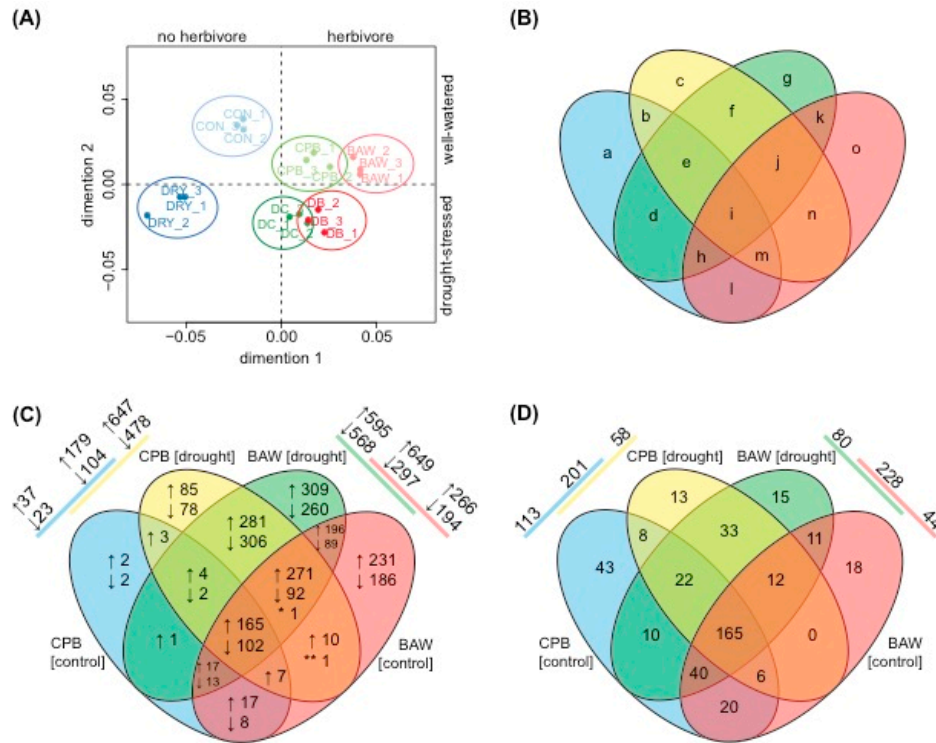 (A)
no herbivore
herbivore
0.05
0.00
−0.05
dimention 2
−0.05
0.00
0.05
dimention 1
well-watered
drought-stressed
CON_1
CON_3
CON_2
CPB_1
CPB_3
CPB_2
BAW_2
BAW_3
BAW_1
DRY_3
DRY_1
DRY_2
DC_
DC_2
DB_2
DB_3
DB_1
(B)
a
b
c
d
e
f
g
h
i
j
k
l
m
n
o
(C)
↑37
↓23
↑179
↓104
↑647
↓478
↑595
↓568
↑649
↓297
↑266
↓194
CPB [drought]
BAW [drought]
↑ 85
↓ 78
↑ 309
↓ 260
↑ 281
↓ 306
↑ 3
↑ 196
↓ 89
↑ 2
↓ 2
↑ 4
↓ 2
↑ 271
↓ 92
* 1
↑ 231
↓ 186
↑ 165
↓ 102
↑ 1
↑ 10
** 1
↑ 17
↓ 13
↑ 7
↑ 17
↓ 8
CPB
[control]
BAW
[control]
(D)
113
201
58
80
228
44
CPB [drought]
BAW [drought]
13
15
8
33
11
43
22
12
18
10
165
0
40
6
20
CPB
[control]
BAW
[control]